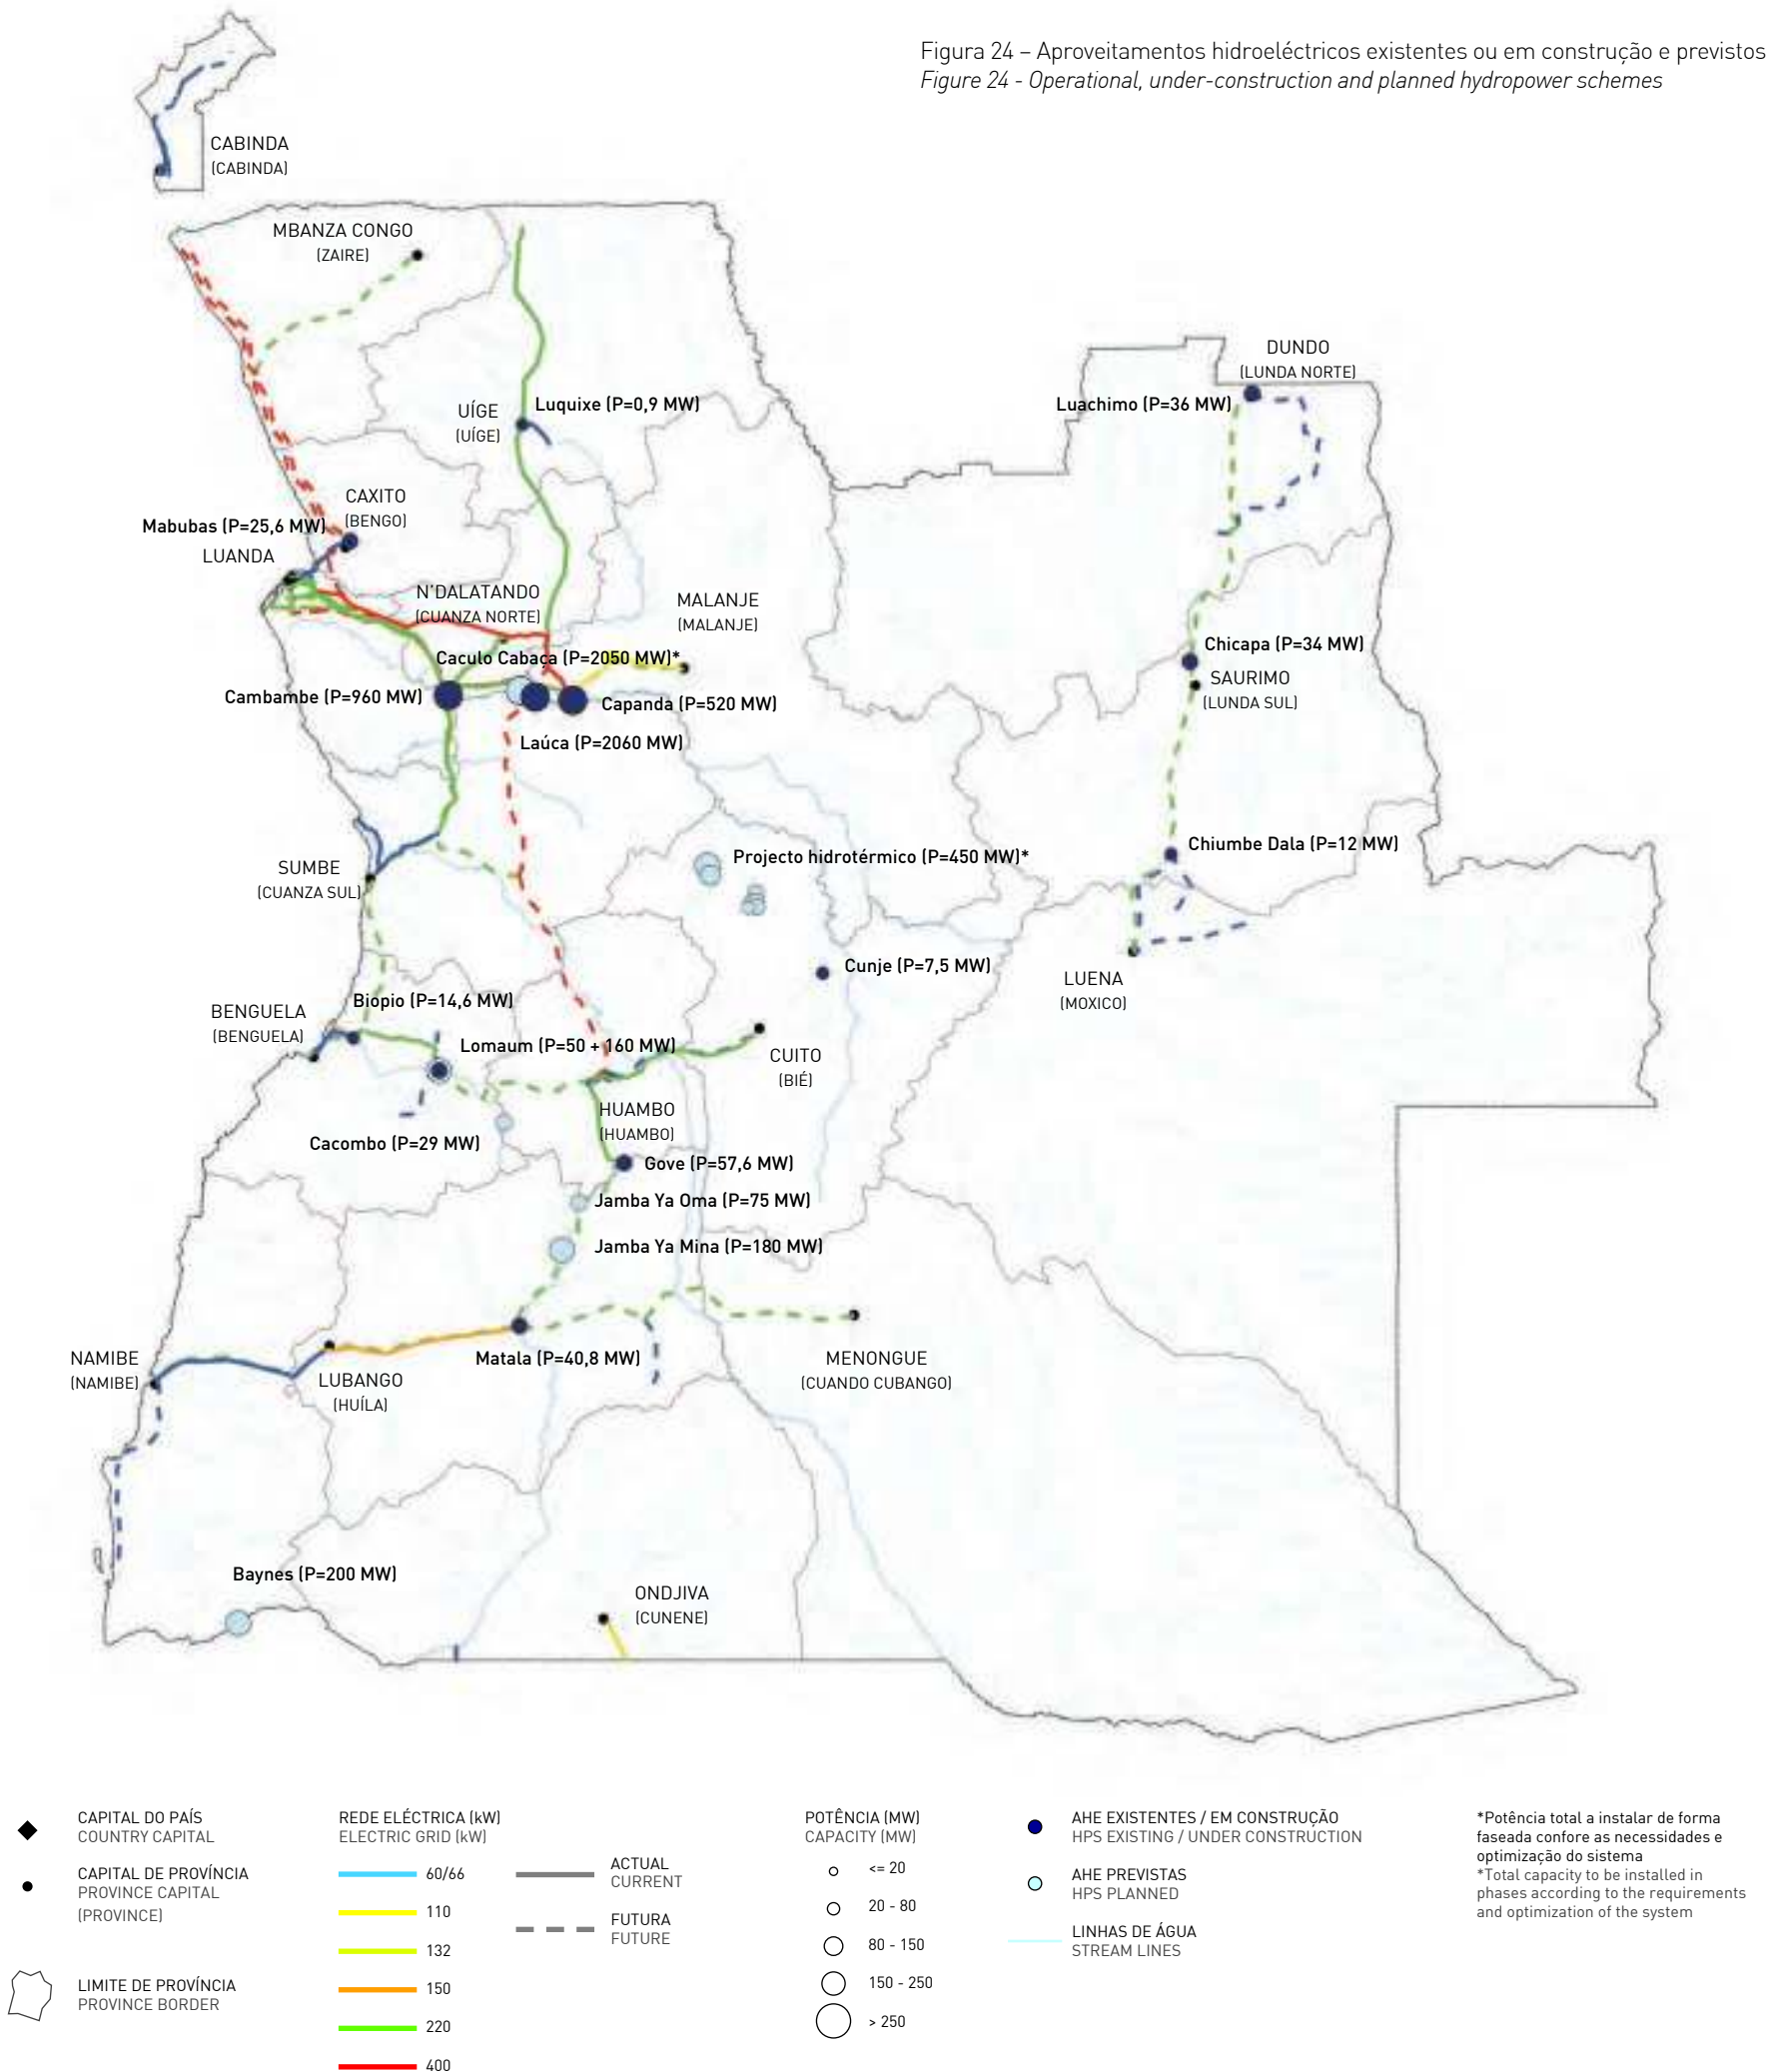 Figura 24 – Aproveitamentos hidroeléctricos existentes ou em construção e previstos
Figure 24 - Operational, under-construction and planned hydropower schemes
CABINDA
(CABINDA)
MBANZA CONGO
(ZAIRE)
DUNDO
(LUNDA NORTE)
Luachimo (P=36 MW)
UÍGE
(UÍGE)
Luquixe (P=0,9 MW)
CAXITO
(BENGO)
Mabubas (P=25,6 MW)
LUANDA
N'DALATANDO
(CUANZA NORTE)
MALANJE
(MALANJE)
Chicapa (P=34 MW)
Caculo Cabaça (P=2050 MW)*
SAURIMO
(LUNDA SUL)
Cambambe (P=960 MW)
Capanda (P=520 MW)
Laúca (P=2060 MW)
Chiumbe Dala (P=12 MW)
Projecto hidrotérmico (P=450 MW)*
SUMBE
(CUANZA SUL)
Cunje (P=7,5 MW)
LUENA
(MOXICO)
Biopio (P=14,6 MW)
BENGUELA
(BENGUELA)
Lomaum (P=50 + 160 MW)
CUITO
(BIÉ)
HUAMBO
(HUAMBO)
Cacombo (P=29 MW)
Gove (P=57,6 MW)
Jamba Ya Oma (P=75 MW)
Jamba Ya Mina (P=180 MW)
NAMIBE
(NAMIBE)
Matala (P=40,8 MW)
MENONGUE
(CUANDO CUBANGO)
LUBANGO
(HUÍLA)
Baynes (P=200 MW)
ONDJIVA
(CUNENE)
CAPITAL DO PAÍS
COUNTRY CAPITAL
CAPITAL DE PROVÍNCIA
PROVINCE CAPITAL
(PROVINCE)
LIMITE DE PROVÍNCIA
PROVINCE BORDER
REDE ELÉCTRICA (kW)
ELECTRIC GRID (kW)
60/66
110
132
150
220
400
ACTUAL
CURRENT
FUTURA
FUTURE
POTÊNCIA (MW)
CAPACITY (MW)
<= 20
20 - 80
80 - 150
150 - 250
> 250
AHE EXISTENTES / EM CONSTRUÇÃO
HPS EXISTING / UNDER CONSTRUCTION
AHE PREVISTAS
HPS PLANNED
LINHAS DE ÁGUA
STREAM LINES
*Potência total a instalar de forma
faseada confore as necessidades e
optimização do sistema
*Total capacity to be installed in
phases according to the requirements
and optimization of the system